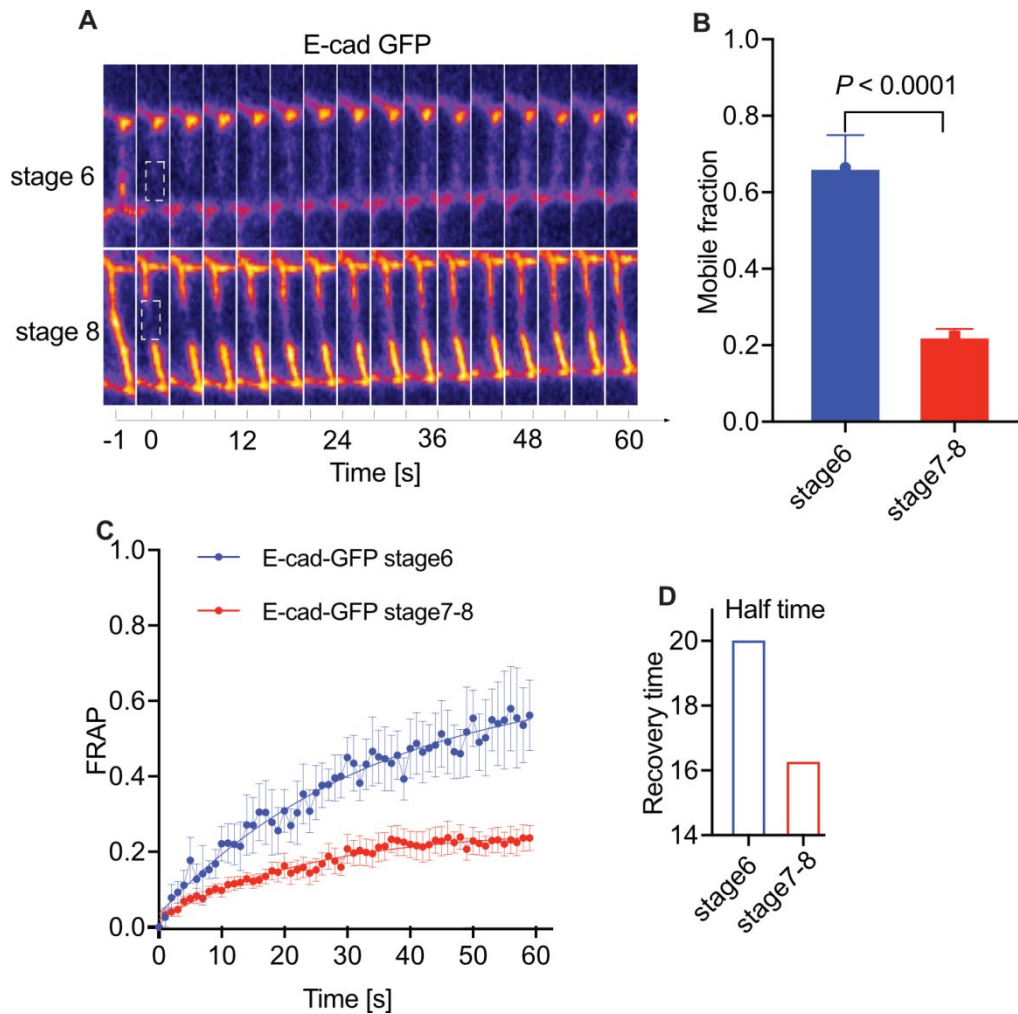 A
E-cad GFP
stage 6
stage 8
-1 0 12 24 36 48 60
Time [s]
B
1.0
0.8
0.6
0.4
0.2
0.0
Mobile fraction
P < 0.0001
stage6
stage7-8
C
E-cad-GFP stage6
E-cad-GFP stage7-8
1.0
0.8
0.6
0.4
0.2
0.0
FRAP
0 10 20 30 40 50 60
Time [s]
D
Half time
20
18
16
14
Recovery time
stage6
stage7-8